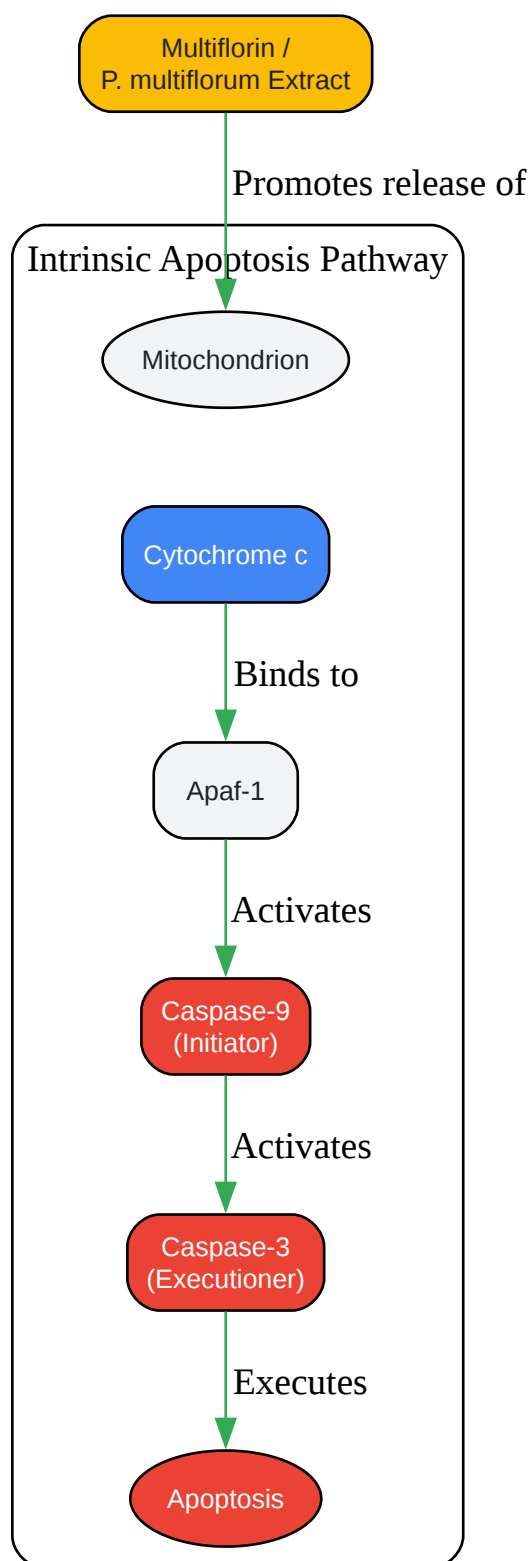 Multiflorin /
P. multiflorum Extract
Promotes release of
Intrinsic Apoptosis Pathway
Mitochondrion
Cytochrome c
Binds to
Apaf-1
Activates
Caspase-9
(Initiator)
Activates
Caspase-3
(Executioner)
Executes
Apoptosis